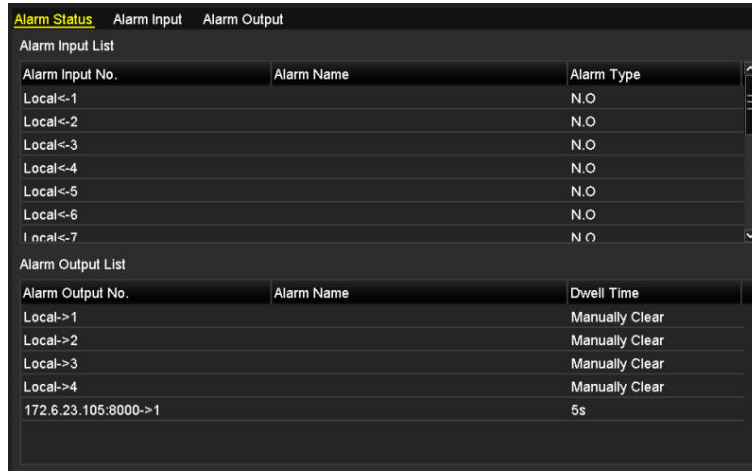 Alarm Status Alarm Input Alarm Output
Alarm Input List
Alarm Input No. Alarm Name Alarm Type
Local<-1 N.O
Local<-2 N.O
Local<-3 N.O
Local<-4 N.O
Local<-5 N.O
Local<-6 N.O
Local<-7 N.O
Alarm Output List
Alarm Output No. Alarm Name Dwell Time
Local->1 Manually Clear
Local->2 Manually Clear
Local->3 Manually Clear
Local->4 Manually Clear
172.6.23.105:8000->1 5s